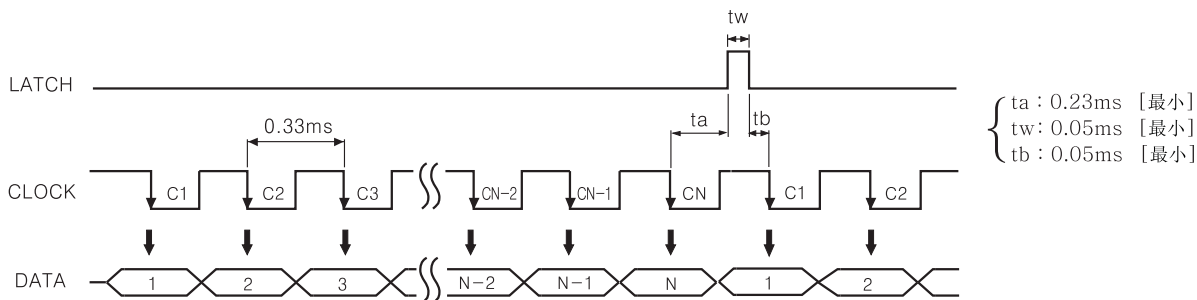 tw
LATCH
ta
tb
ta : 0.23ms [最小]
tw : 0.05ms [最小]
tb : 0.05ms [最小]
0.33ms
CLOCK
C1 C2 C3 CN-2 CN-1 CN C1 C2
DATA
1 2 3 N-2 N-1 N 1 2